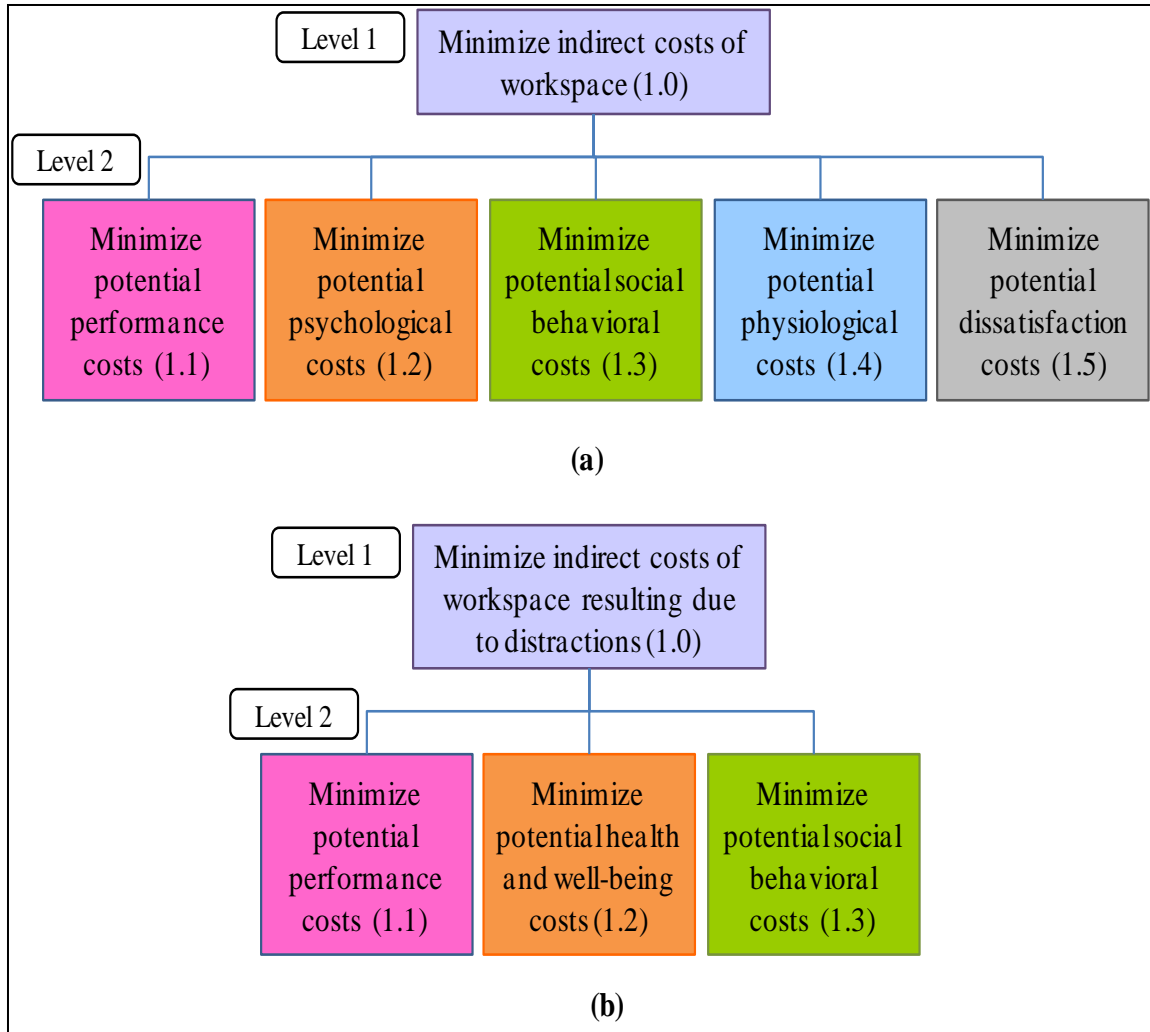 Level 1
Minimize indirect costs of
workspace (1.0)
Level 2
Minimize
potential
performance
costs (1.1)
Minimize
potential
psychological
costs (1.2)
Minimize
potential social
behavioral
costs (1.3)
Minimize
potential
physiological
costs (1.4)
Minimize
potential
dissatisfaction
costs (1.5)
(a)
Level 1
Minimize indirect costs of
workspace resulting due
to distractions (1.0)
Level 2
Minimize
potential
performance
costs (1.1)
Minimize
potential health
and well-being
costs (1.2)
Minimize
potential social
behavioral
costs (1.3)
(b)